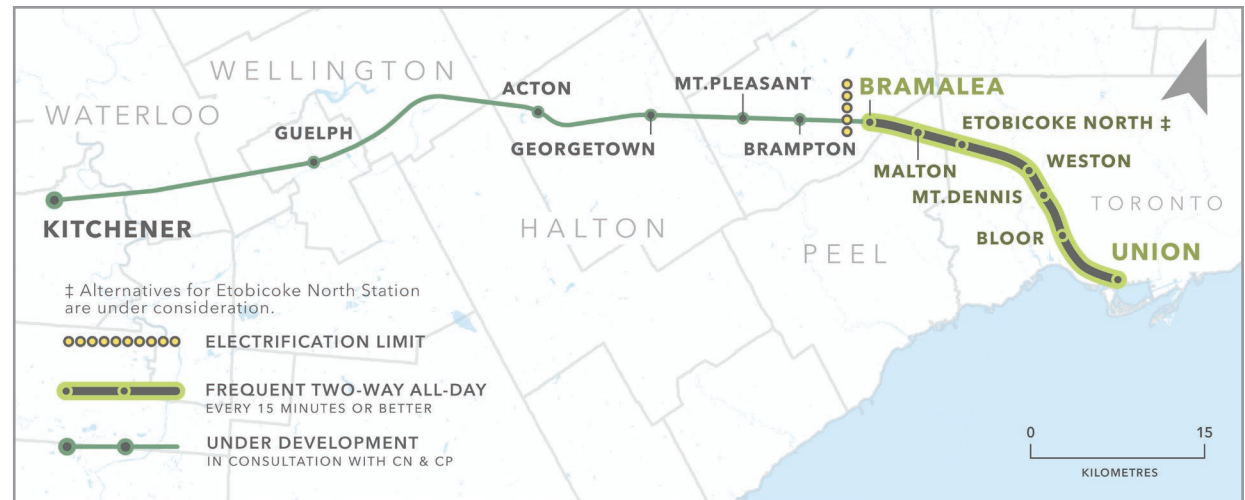 WELLINGTON
WATERLOO
GUELPH
ACTON
MT.PLEASANT
BRAMALEA
GEORGETOWN
BRAMPTON
ETOBICOKE NORTH ‡
MALTON
WESTON
MT.DENNIS
TORONTO
KITCHENER
HALTON
PEEL
BLOOR
UNION
‡ Alternatives for Etobicoke North Station
are under consideration.
ELECTRIFICATION LIMIT
FREQUENT TWO-WAY ALL-DAY
EVERY 15 MINUTES OR BETTER
UNDER DEVELOPMENT
IN CONSULTATION WITH CN & CP
0 15
KILOMETRES